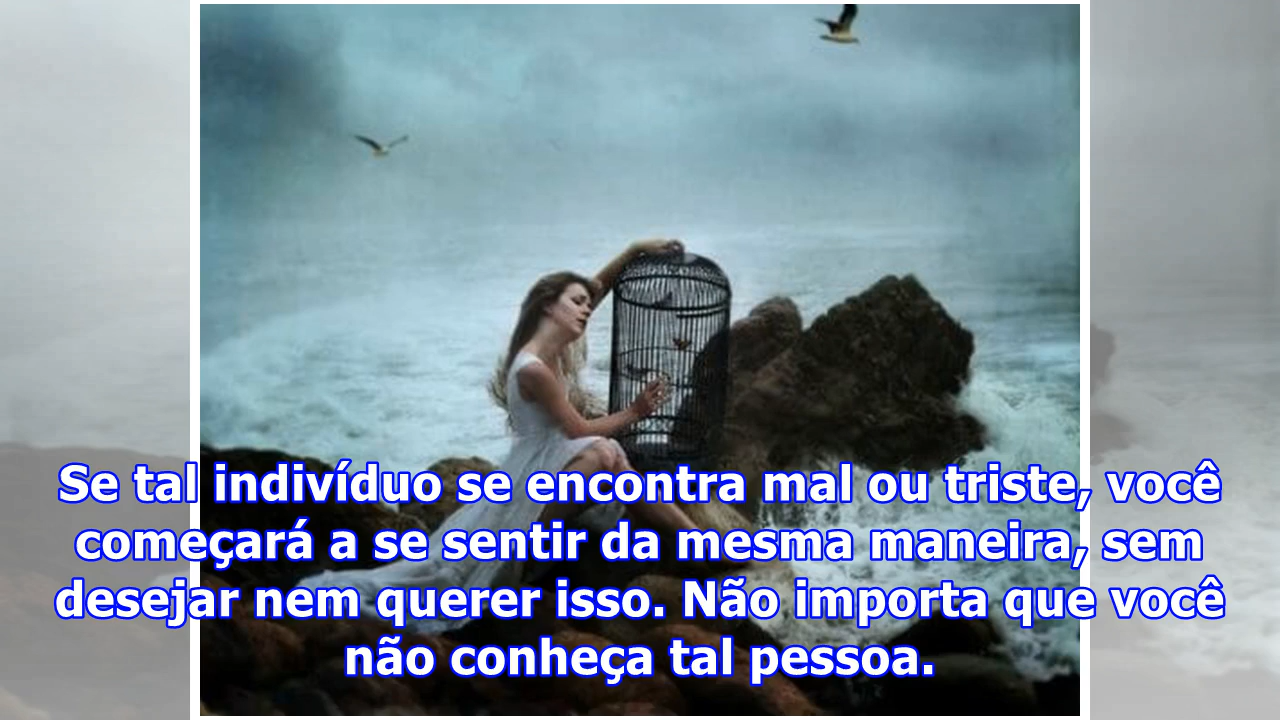 Se tal indivíduo se encontra mal ou triste, você
começará a se sentir da mesma maneira, sem
desejar nem querer isso. Não importa que você
não conheça tal pessoa.